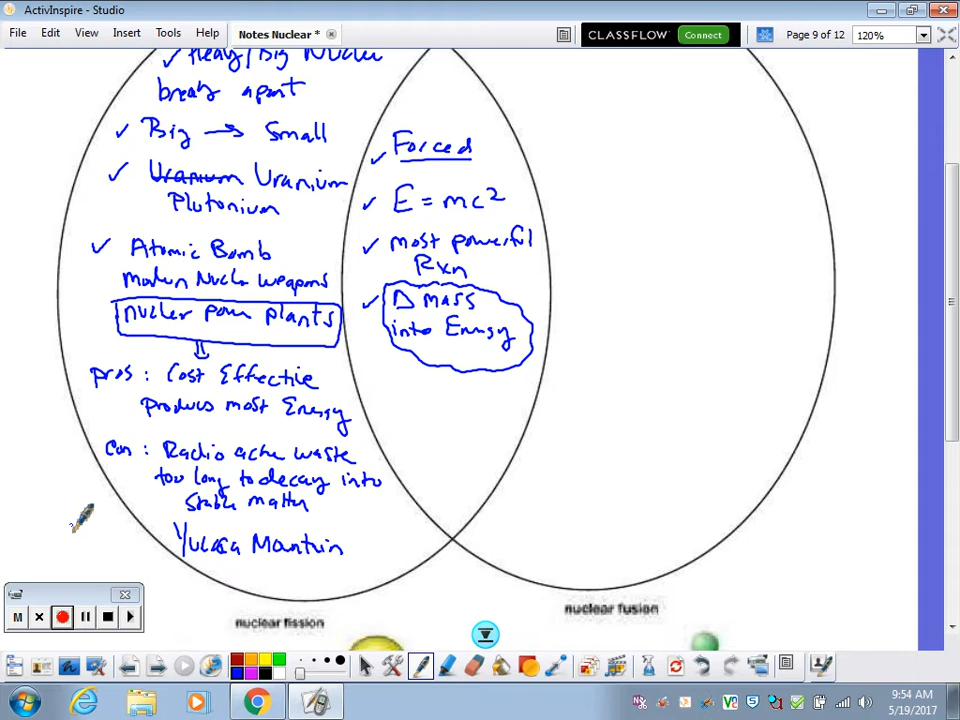 ActivInspire - Studio
File Edit View Insert Tools Help
Notes Nuclear *
CLASSFLOW Connect
Page 9 of 12
120%
✓ Heavy/Big Nuclei
break apart
✓ Big → Small
✓ Uranium Uranium
Plutonium
✓ Atomic Bomb
modern Nuclear weapons
nuclear power plants
pros : Cost Effective
produces most Energy
Con : Radio active waste
too long to decay into
stable matter
Yucca Mountain
✓ Forced
✓ E = mc²
✓ most powerful
Rxn
✓ Δ mass
into Energy
nuclear fission
nuclear fusion
M
9:54 AM
5/19/2017